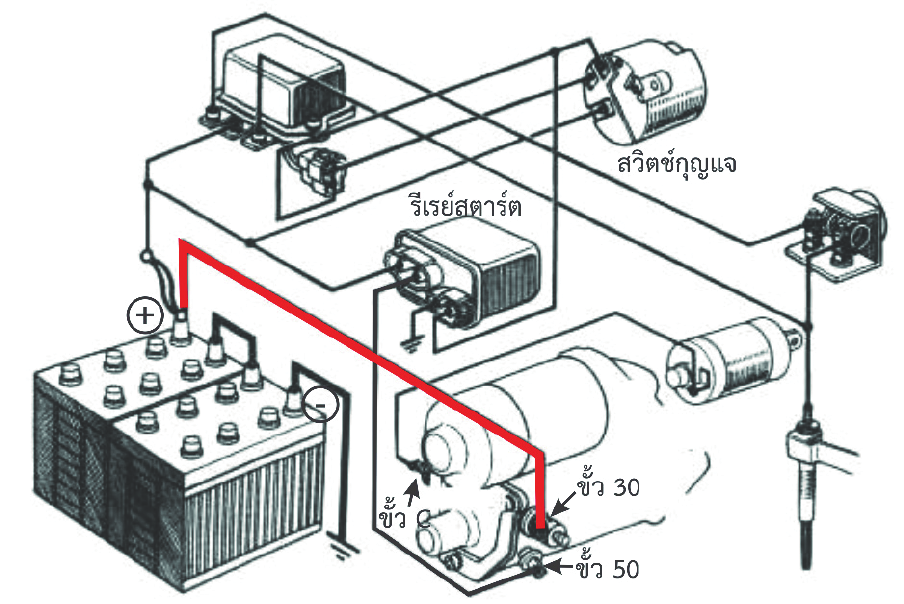 สวิตช์กุญแจ
รีเรย์สตาร์ต
+
-
ขั้ว 30
ขั้ว C
ขั้ว 50